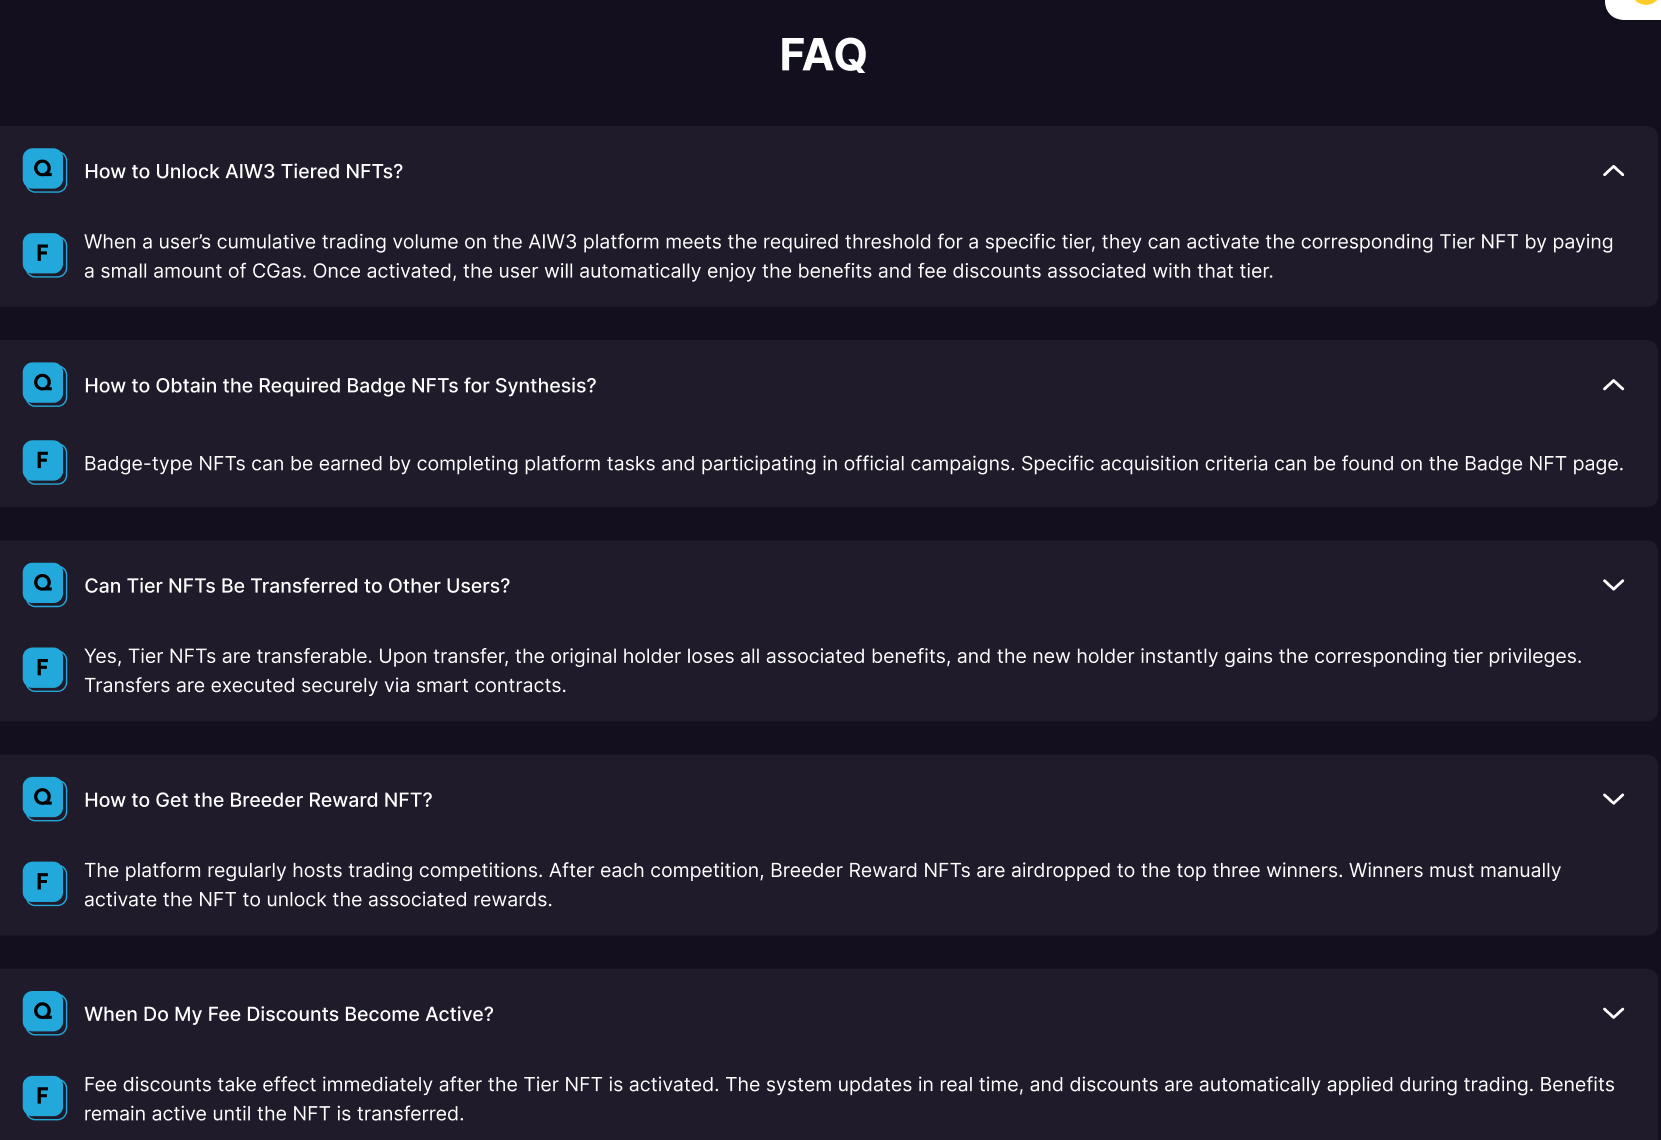 FAQ
Q
How to Unlock AIW3 Tiered NFTs?
F
When a user’s cumulative trading volume on the AIW3 platform meets the required threshold for a specific tier, they can activate the corresponding Tier NFT by paying
a small amount of CGas. Once activated, the user will automatically enjoy the benefits and fee discounts associated with that tier.
Q
How to Obtain the Required Badge NFTs for Synthesis?
F
Badge-type NFTs can be earned by completing platform tasks and participating in official campaigns. Specific acquisition criteria can be found on the Badge NFT page.
Q
Can Tier NFTs Be Transferred to Other Users?
F
Yes, Tier NFTs are transferable. Upon transfer, the original holder loses all associated benefits, and the new holder instantly gains the corresponding tier privileges.
Transfers are executed securely via smart contracts.
Q
How to Get the Breeder Reward NFT?
F
The platform regularly hosts trading competitions. After each competition, Breeder Reward NFTs are airdropped to the top three winners. Winners must manually
activate the NFT to unlock the associated rewards.
Q
When Do My Fee Discounts Become Active?
F
Fee discounts take effect immediately after the Tier NFT is activated. The system updates in real time, and discounts are automatically applied during trading. Benefits
remain active until the NFT is transferred.